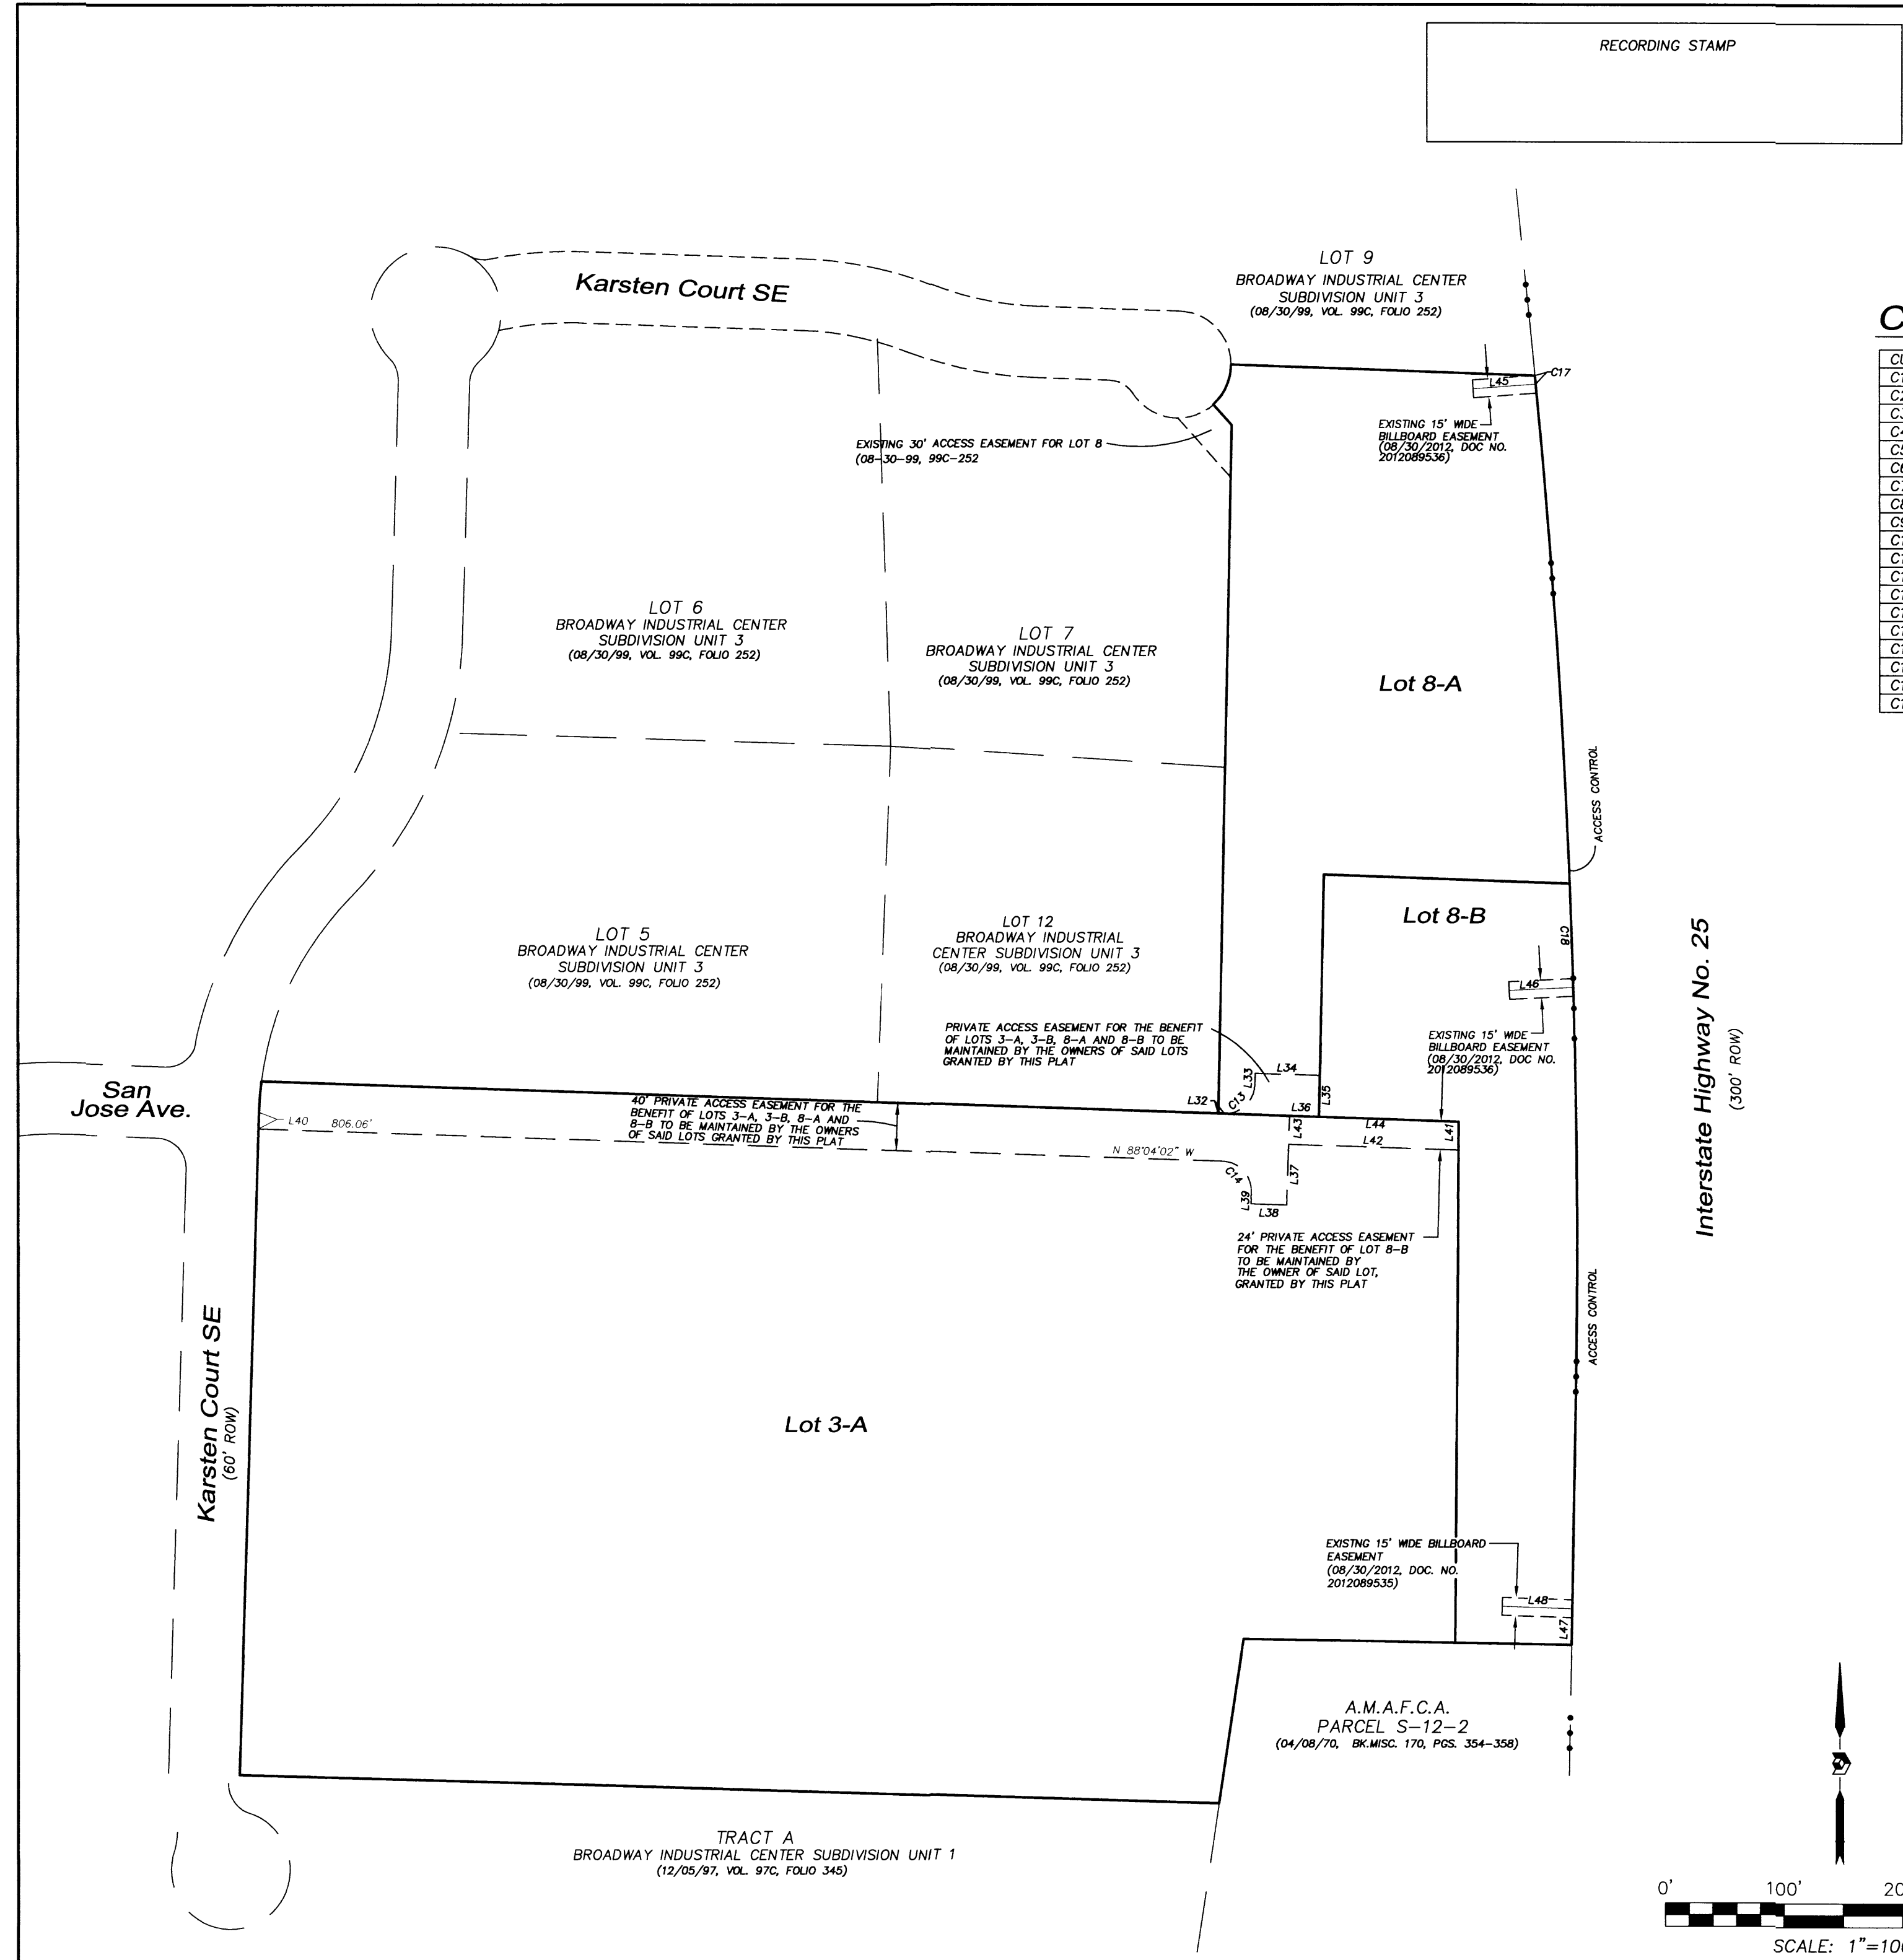 RECORDING STAMP
LOT 9
BROADWAY INDUSTRIAL CENTER
SUBDIVISION UNIT 3
(08/30/99, VOL. 99C, FOLIO 252)
Karsten Court SE
C17
L45
EXISTING 15' WIDE
BILLBOARD EASEMENT
(08/30/2012, DOC NO.
2012089536)
EXISTING 30' ACCESS EASEMENT FOR LOT 8
(08-30-99, 99C-252
LOT 6
BROADWAY INDUSTRIAL CENTER
SUBDIVISION UNIT 3
(08/30/99, VOL. 99C, FOLIO 252)
LOT 7
BROADWAY INDUSTRIAL CENTER
SUBDIVISION UNIT 3
(08/30/99, VOL. 99C, FOLIO 252)
Lot 8-A
ACCESS CONTROL
Lot 8-B
C18
LOT 5
BROADWAY INDUSTRIAL CENTER
SUBDIVISION UNIT 3
(08/30/99, VOL. 99C, FOLIO 252)
LOT 12
BROADWAY INDUSTRIAL
CENTER SUBDIVISION UNIT 3
(08/30/99, VOL. 99C, FOLIO 252)
L46
EXISTING 15' WIDE
BILLBOARD EASEMENT
(08/30/2012, DOC NO.
2012089536)
Interstate Highway No. 25
(300' ROW)
PRIVATE ACCESS EASEMENT FOR THE BENEFIT
OF LOTS 3-A, 3-B, 8-A AND 8-B TO BE
MAINTAINED BY THE OWNERS OF SAID LOTS
GRANTED BY THIS PLAT
L33
L34
L35
L32
C13
L36
San
Jose Ave.
L40
806.06'
40' PRIVATE ACCESS EASEMENT FOR THE
BENEFIT OF LOTS 3-A, 3-B, 8-A AND
8-B TO BE MAINTAINED BY THE OWNERS
OF SAID LOTS GRANTED BY THIS PLAT
N 88°04'02" W
L43
L44
L41
L42
C14
L37
L39
L38
24' PRIVATE ACCESS EASEMENT
FOR THE BENEFIT OF LOT 8-B
TO BE MAINTAINED BY
THE OWNER OF SAID LOT,
GRANTED BY THIS PLAT
ACCESS CONTROL
Karsten Court SE
(60' ROW)
Lot 3-A
EXISTNG 15' WIDE BILLBOARD
EASEMENT
(08/30/2012, DOC. NO.
2012089535)
L48
L47
A.M.A.F.C.A.
PARCEL S-12-2
(04/08/70, BK.MISC. 170, PGS. 354-358)
TRACT A
BROADWAY INDUSTRIAL CENTER SUBDIVISION UNIT 1
(12/05/97, VOL. 97C, FOLIO 345)
0' 100'
SCALE: 1"=10